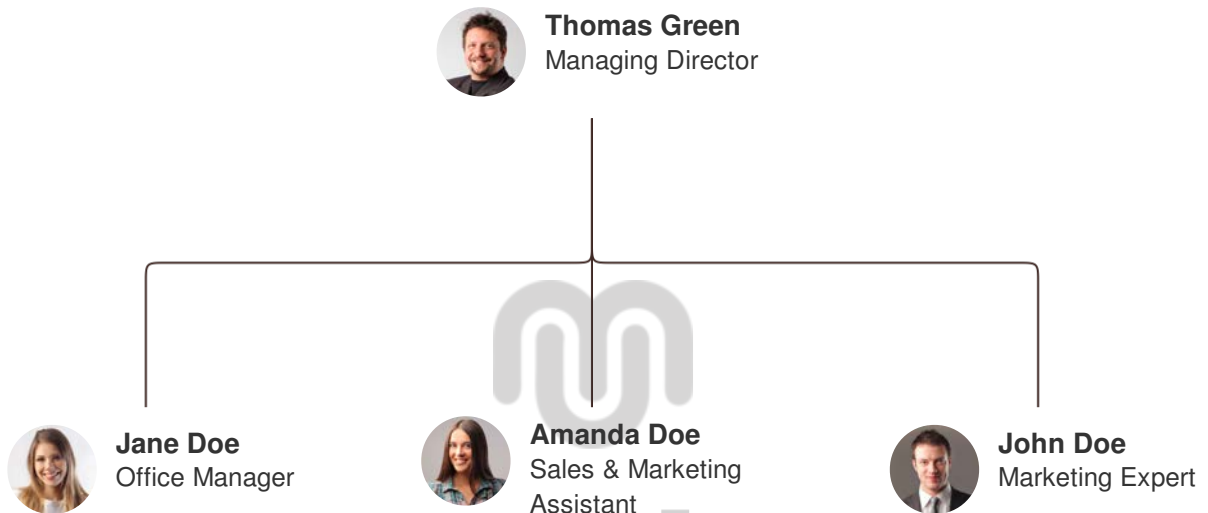 Thomas Green
Managing Director
Jane Doe
Office Manager
Amanda Doe
Sales & Marketing
Assistant
John Doe
Marketing Expert